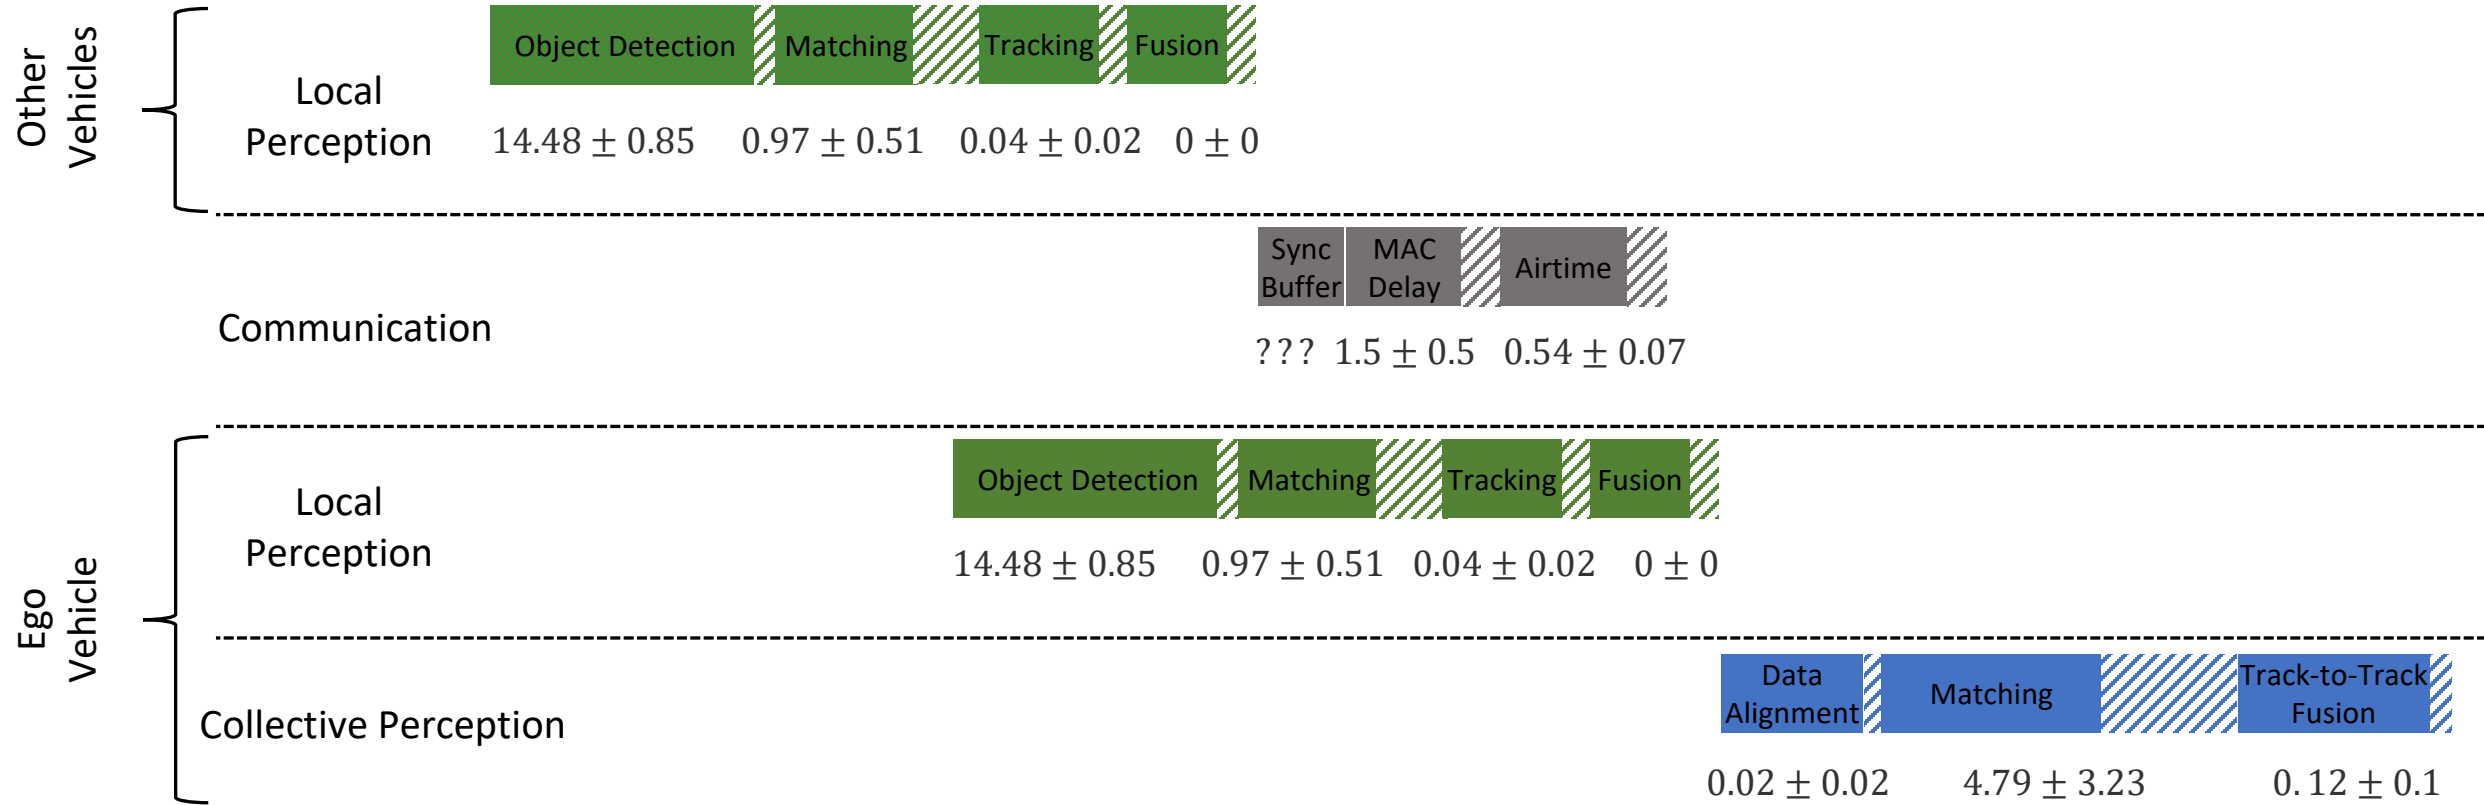 Other
Vehicles
Local
Perception
Object Detection
Matching
Tracking
Fusion
14.48 ± 0.85
0.97 ± 0.51
0.04 ± 0.02
0 ± 0
Communication
Sync
Buffer
MAC
Delay
Airtime
???
1.5 ± 0.5
0.54 ± 0.07
Ego
Vehicle
Local
Perception
Object Detection
Matching
Tracking
Fusion
14.48 ± 0.85
0.97 ± 0.51
0.04 ± 0.02
0 ± 0
Collective Perception
Data
Alignment
Matching
Track-to-Track
Fusion
0.02 ± 0.02
4.79 ± 3.23
0.12 ± 0.1